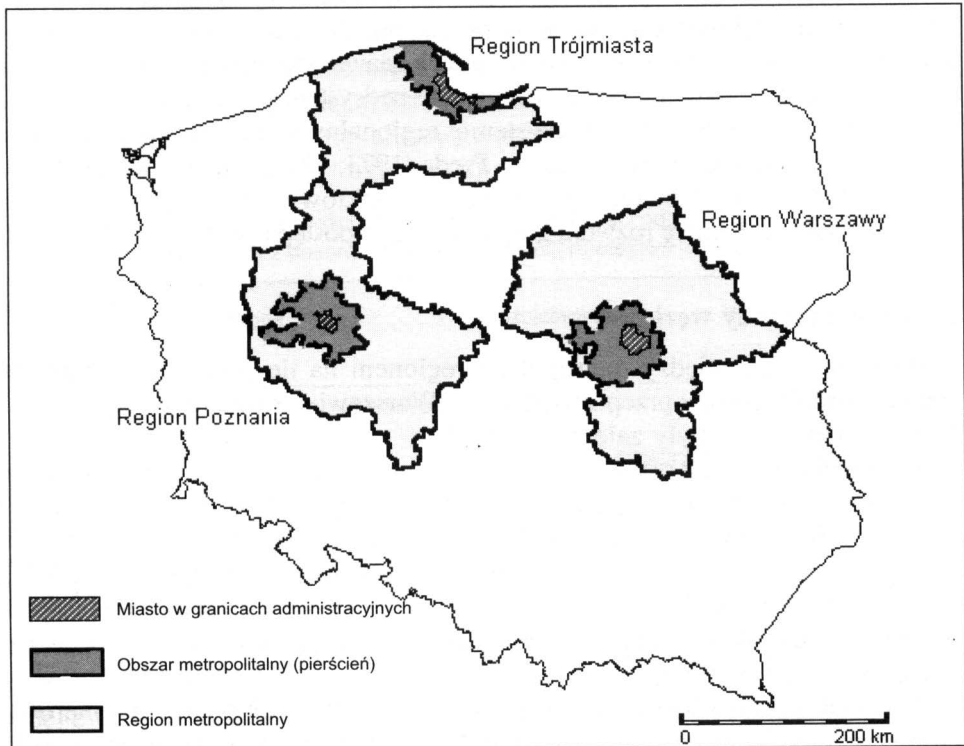 Region Trójmiasta
Region Warszawy
Region Poznania
Miasto w granicach administracyjnych
Obszar metropolitalny (pierścień)
Region metropolitalny
0 200 km